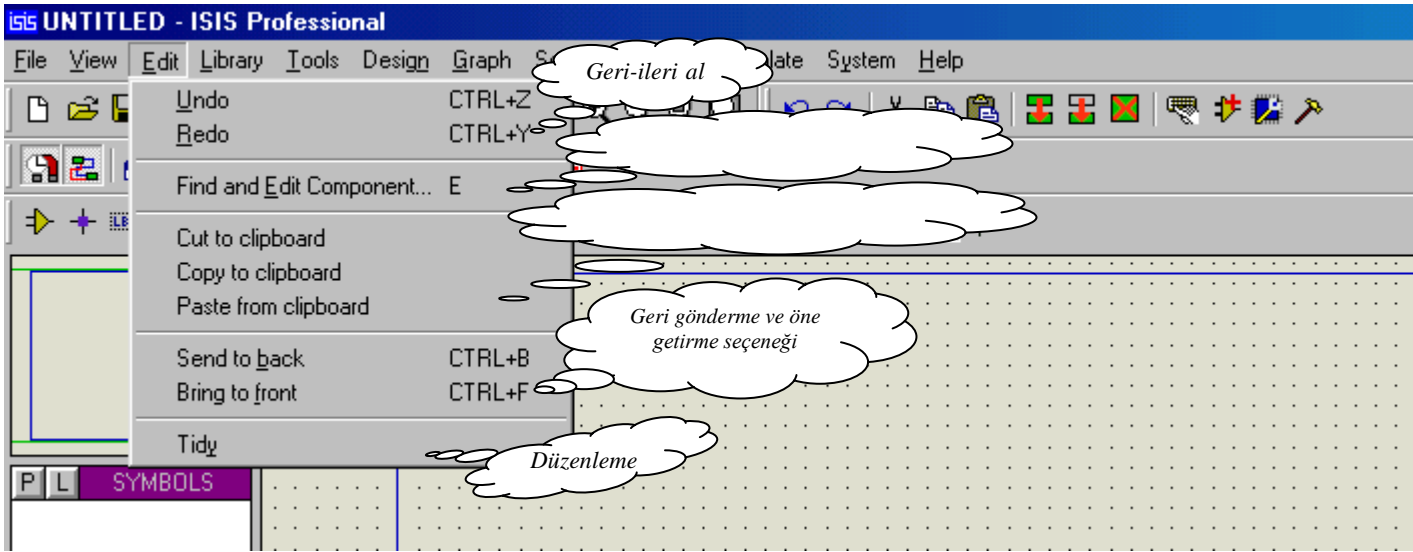 isis UNTITLED - ISIS Professional
File View Edit Library Tools Design Graph System Help
Geri-ileri al
Undo CTRL+Z
Redo CTRL+Y
Find and Edit Component... E
Cut to clipboard
Copy to clipboard
Paste from clipboard
Geri gönderme ve öne
getirme seçeneği
Send to back CTRL+B
Bring to front CTRL+F
Tidy
Düzenleme
P L SYMBOLS